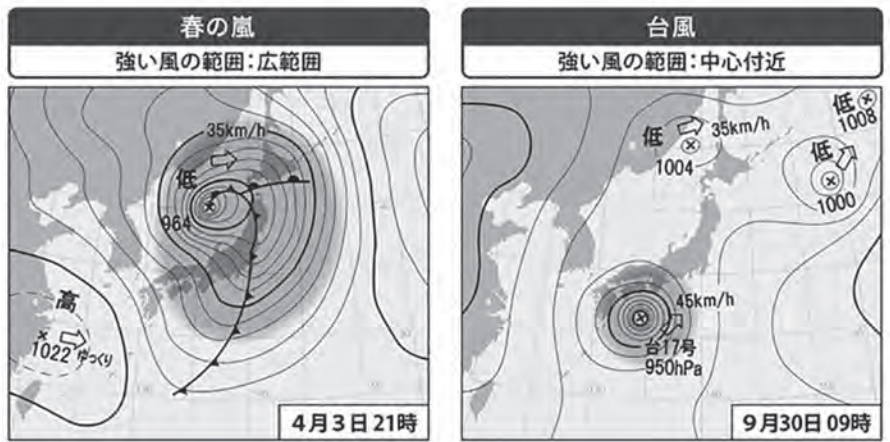 春の嵐
強い風の範囲：広範囲
35km/h
低
964
高
1022 ゆっくり
4月3日21時
台風
強い風の範囲：中心付近
低
1008
低
35km/h
1004
低
1000
45km/h
台17号
950hPa
9月30日09時